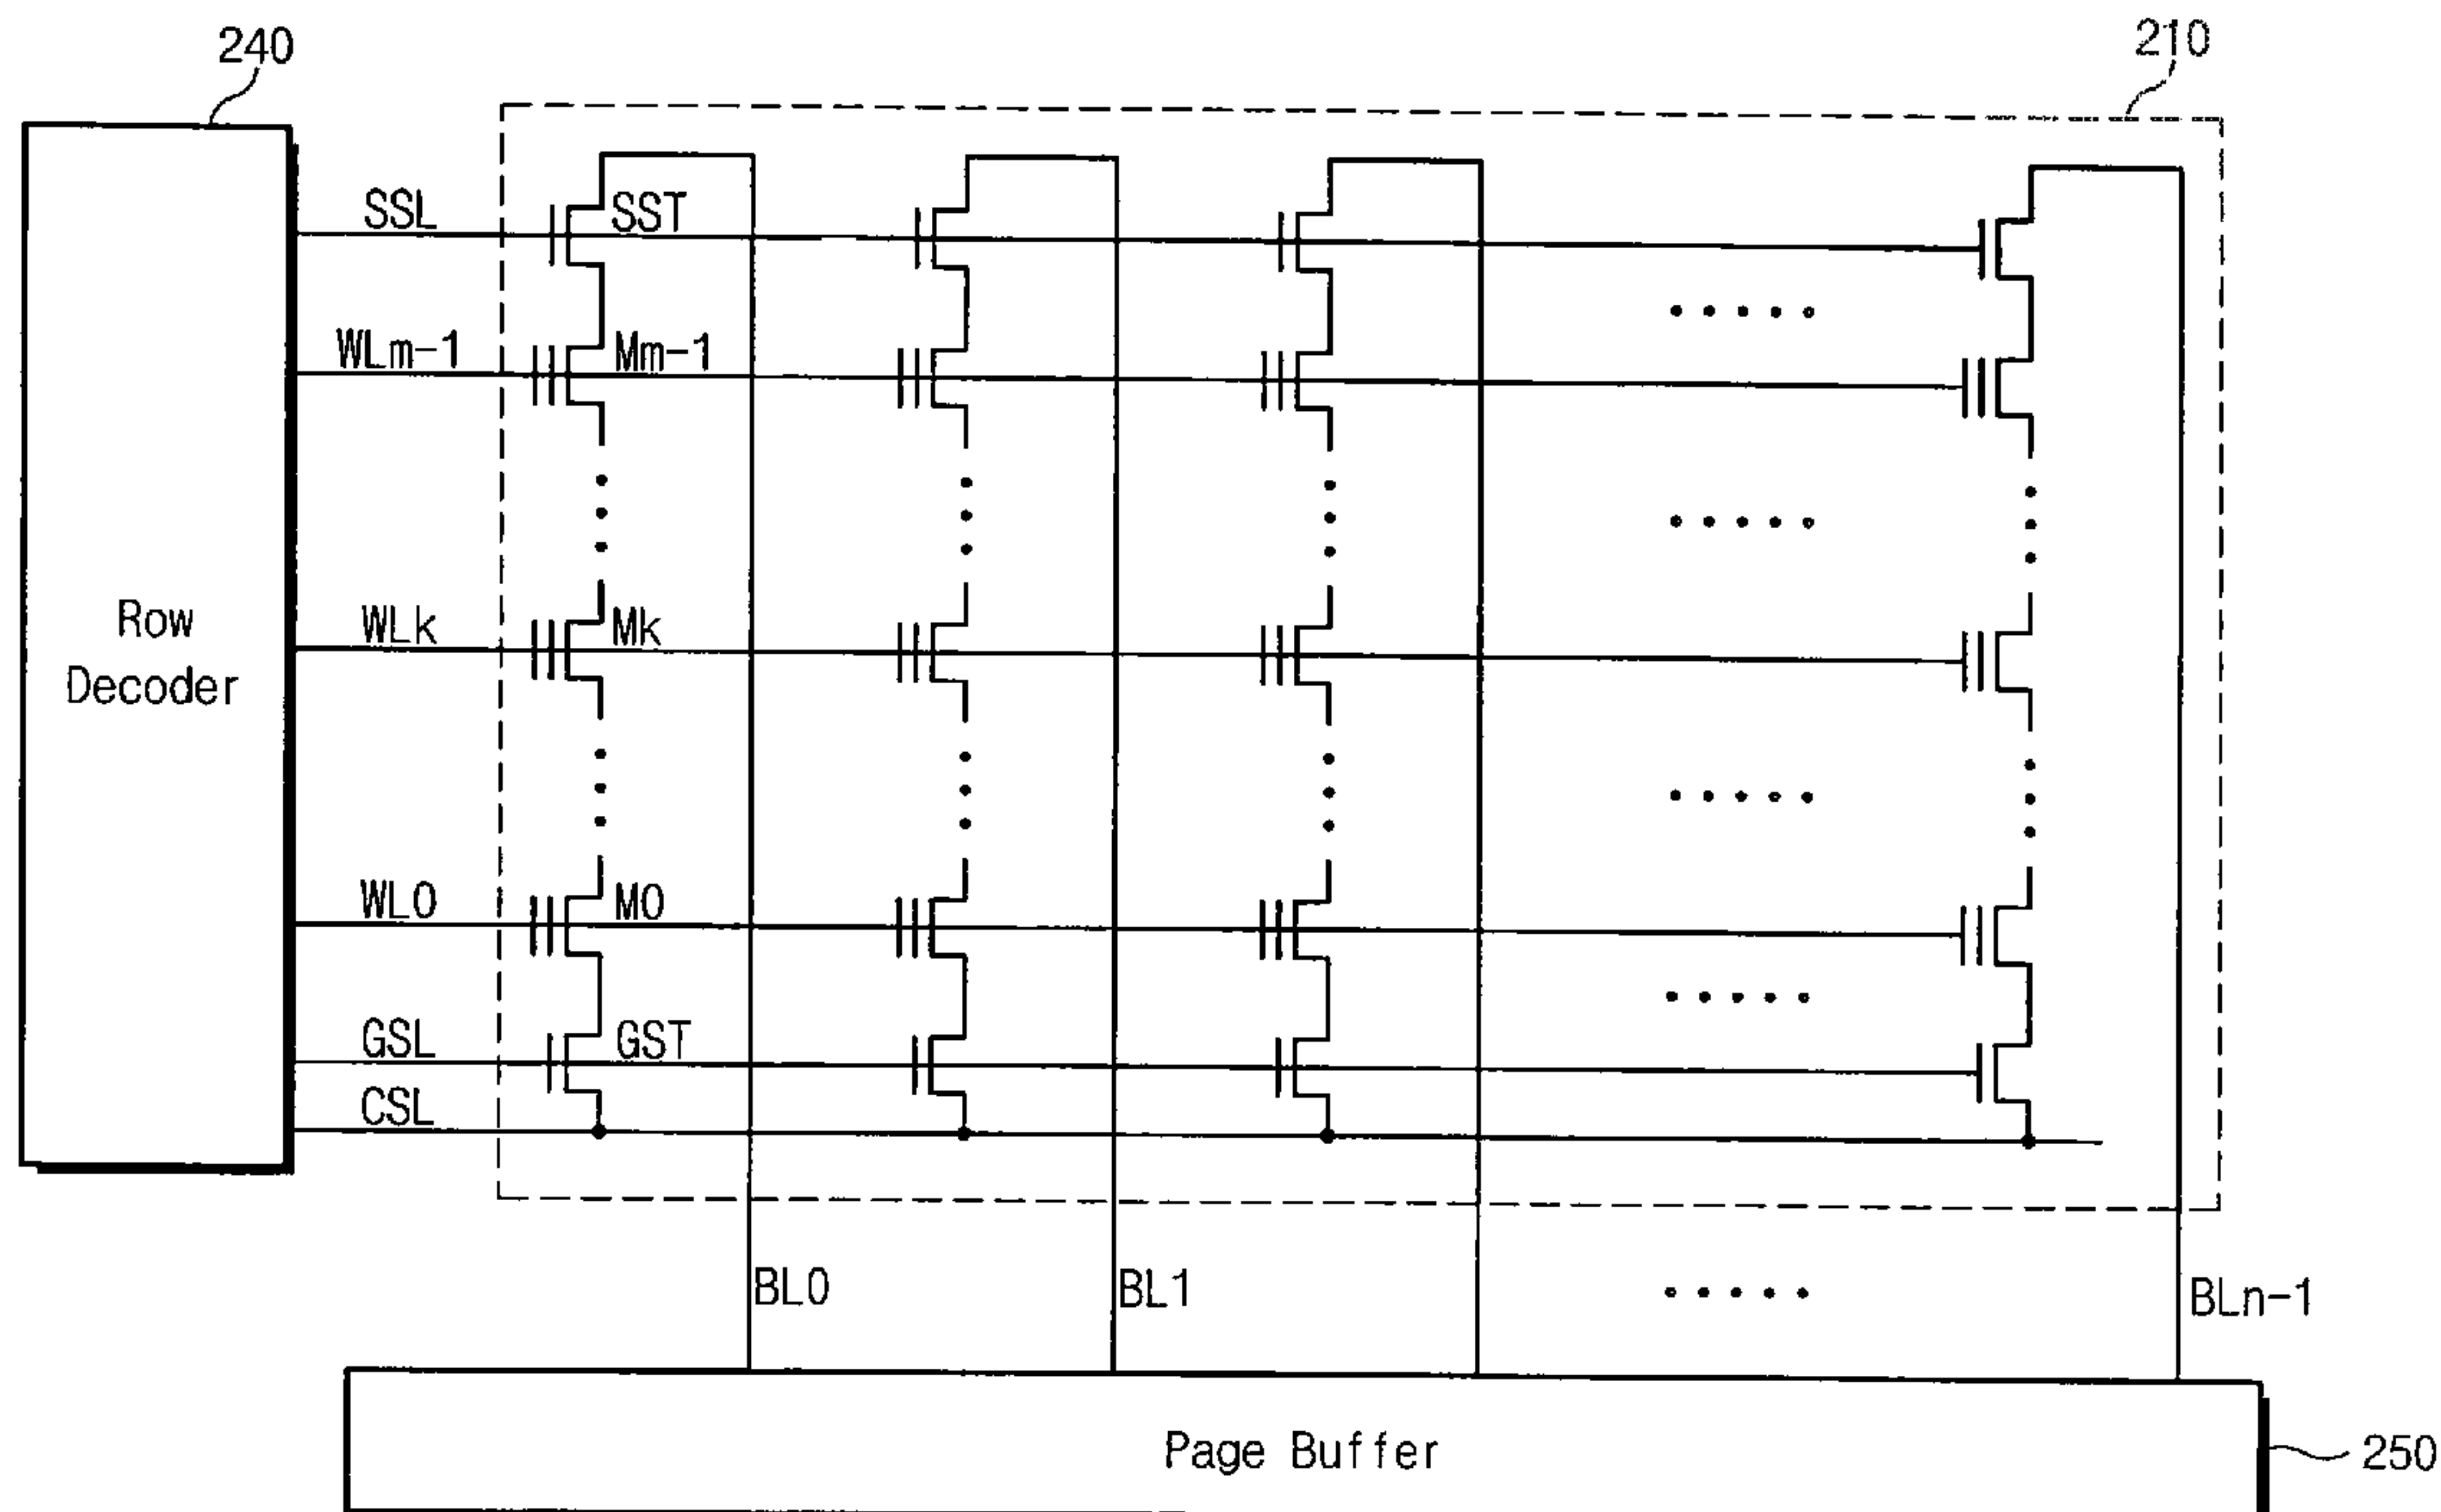 240
210
SSL
SST
WLm-1
Mm-1
Row
Decoder
WLk
Mk
WL0
M0
GSL
GST
CSL
BL0
BL1
BLn-1
Page Buffer
250